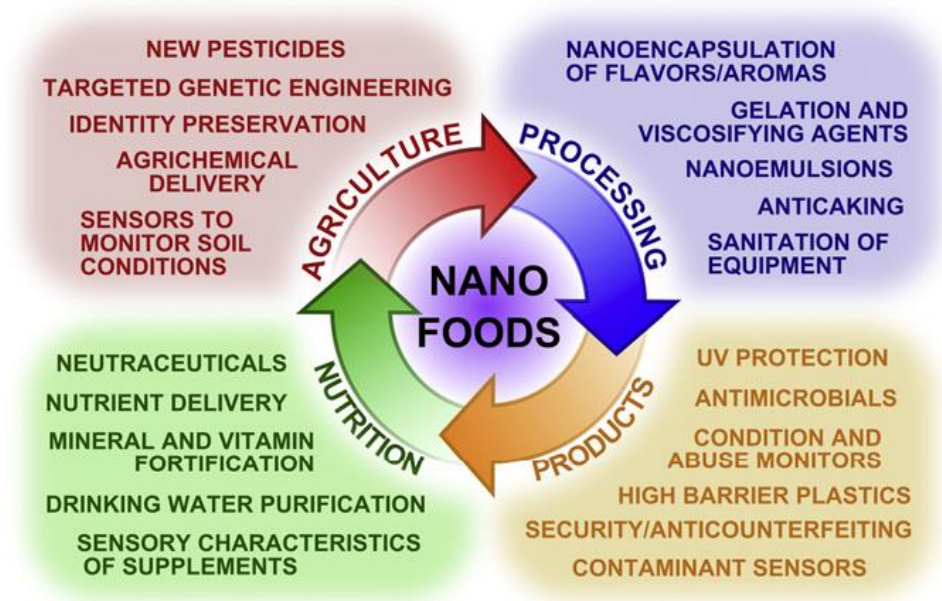 NEW PESTICIDES
TARGETED GENETIC ENGINEERING
IDENTITY PRESERVATION
AGRICHEMICAL
DELIVERY
SENSORS TO
MONITOR SOIL
CONDITIONS
AGRICULTURE
NANOENCAPSULATION
OF FLAVORS/AROMAS
GELATION AND
VISCOSIFYING AGENTS
NANOEMULSIONS
ANTICAKING
SANITATION OF
EQUIPMENT
PROCESSING
NANO
FOODS
NEUTRACEUTICALS
NUTRIENT DELIVERY
MINERAL AND VITAMIN
FORTIFICATION
DRINKING WATER PURIFICATION
SENSORY CHARACTERISTICS
OF SUPPLEMENTS
NUTRITION
UV PROTECTION
ANTIMICROBIALS
CONDITION AND
ABUSE MONITORS
HIGH BARRIER PLASTICS
SECURITY/ANTICOUNTERFEITING
CONTAMINANT SENSORS
PRODUCTS